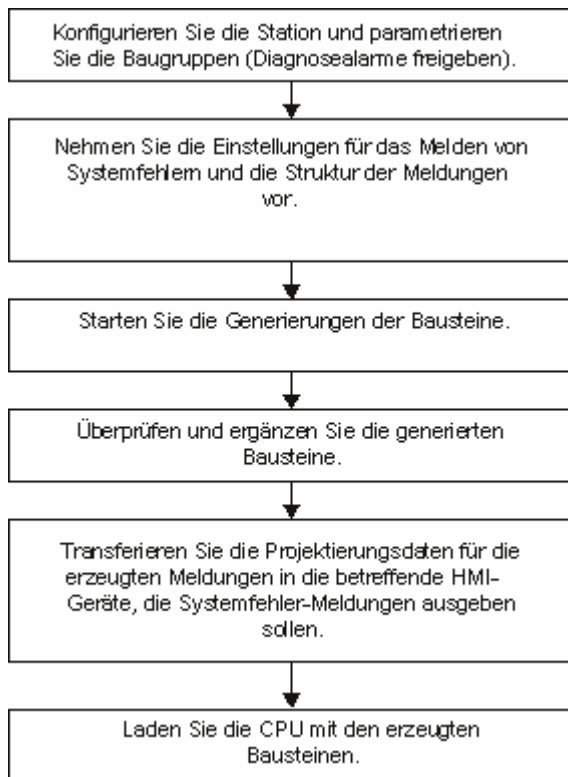 Konfigurieren Sie die Station und parametrieren
Sie die Baugruppen (Diagnosealarme freigeben).
Nehmen Sie die Einstellungen für das Melden von
Systemfehlern und die Struktur der Meldungen
vor.
Starten Sie die Generierungen der Bausteine.
Überprüfen und ergänzen Sie die generierten
Bausteine.
Transferieren Sie die Projektierungsdaten für die
erzeugten Meldungen in die betreffende HMI-
Geräte, die Systemfehler-Meldungen ausgeben
sollen.
Laden Sie die CPU mit den erzeugten
Bausteinen.